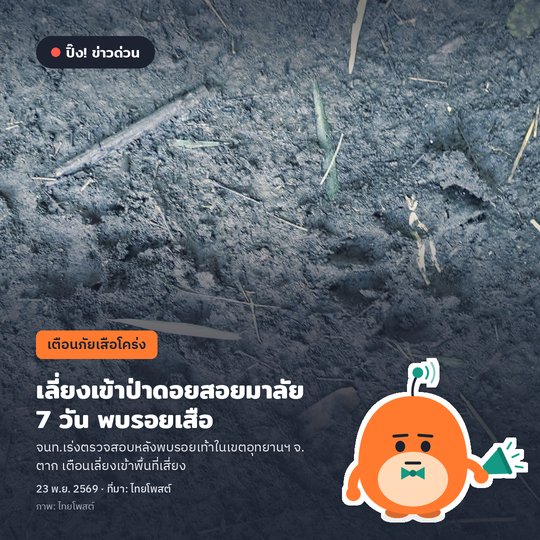 ปิ๊ง! ข่าวด่วน
เตือนภัยเสือโคร่ง
เลี่ยงเข้าป่าดอยสอยมาลัย
7 วัน พบรอยเสือ
จนท.เร่งตรวจสอบหลังพบรอยเท้าในเขตอุทยานฯ จ.
ตาก เตือนเลี่ยงเข้าพื้นที่เสี่ยง
23 พ.ย. 2569 · ที่มา: ไทยโพสต์
ภาพ: ไทยโพสต์